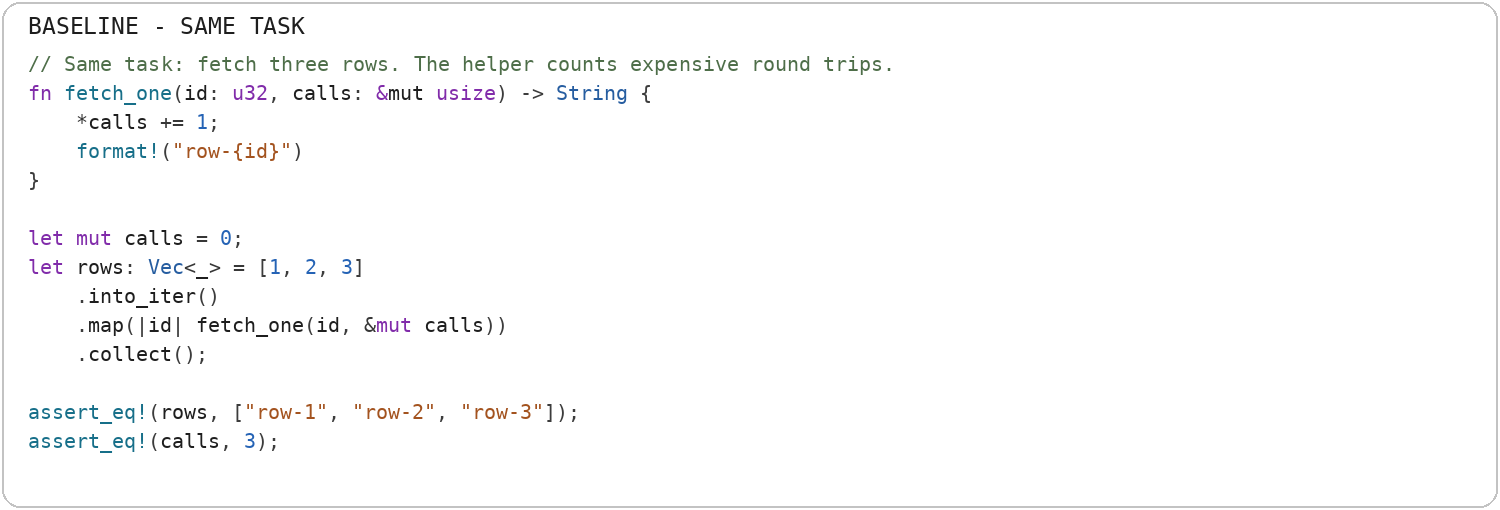 BASELINE - SAME TASK
// Same task: fetch three rows. The helper counts expensive round trips.
fn fetch_one(id: u32, calls: &mut usize) -> String {
    *calls += 1;
    format!("row-{id}")
}

let mut calls = 0;
let rows: Vec<_> = [1, 2, 3]
    .into_iter()
    .map(|id| fetch_one(id, &mut calls))
    .collect();

assert_eq!(rows, ["row-1", "row-2", "row-3"]);
assert_eq!(calls, 3);